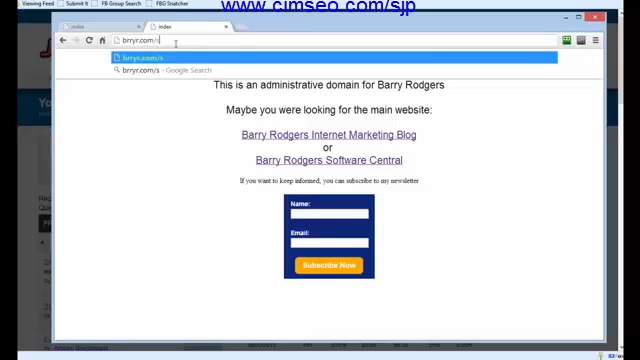 www.cimseo.com/sjp
Viewing Feed
Submit It
FB Group Search
FBG Snatcher
index
index
brryr.com/s
brryr.com/s
brryr.com/s - Google Search
This is an administrative domain for Barry Rodgers
Maybe you were looking for the main website:
Barry Rodgers Internet Marketing Blog
or
Barry Rodgers Software Central
If you want to keep informed, you can subscribe to my newsletter
Name:
Email:
Subscribe Now
Yo